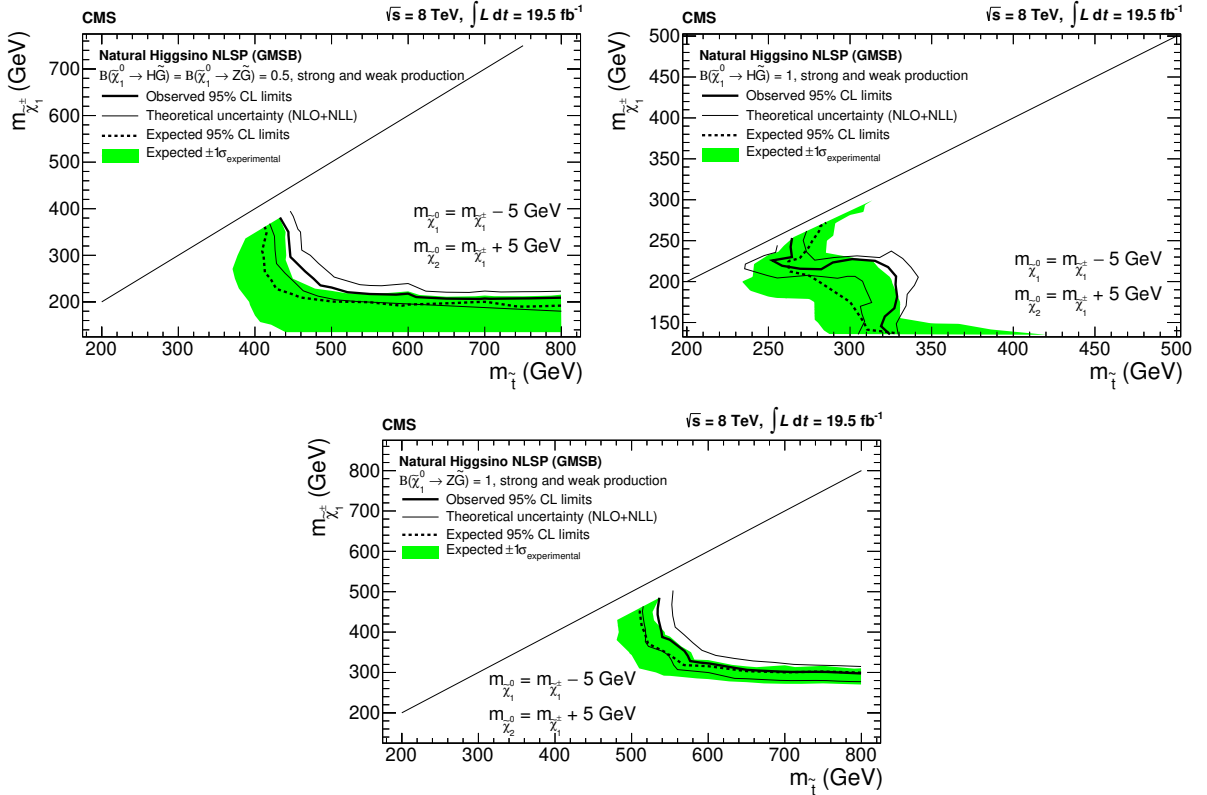 CMS
√s = 8 TeV, ∫L dt = 19.5 fb⁻¹
Natural Higgsino NLSP (GMSB)
B(χ̃₁⁰ → HG̃) = B(χ̃₁⁰ → ZG̃) = 0.5, strong and weak production
Observed 95% CL limits
Theoretical uncertainty (NLO+NLL)
Expected 95% CL limits
Expected ±1σ_experimental
m_χ̃₁⁰ = m_χ̃₁± − 5 GeV
m_χ̃₂⁰ = m_χ̃₁± + 5 GeV
m_χ̃₁± (GeV)
700
600
500
400
300
200
200 300 400 500 600 700 800
m_t̃ (GeV)
CMS
√s = 8 TeV, ∫L dt = 19.5 fb⁻¹
Natural Higgsino NLSP (GMSB)
B(χ̃₁⁰ → HG̃) = 1, strong and weak production
Observed 95% CL limits
Theoretical uncertainty (NLO+NLL)
Expected 95% CL limits
Expected ±1σ_experimental
m_χ̃₁⁰ = m_χ̃₁± − 5 GeV
m_χ̃₂⁰ = m_χ̃₁± + 5 GeV
m_χ̃₁± (GeV)
500
450
400
350
300
250
200
150
200 250 300 350 400 450 500
m_t̃ (GeV)
CMS
√s = 8 TeV, ∫L dt = 19.5 fb⁻¹
Natural Higgsino NLSP (GMSB)
B(χ̃₁⁰ → ZG̃) = 1, strong and weak production
Observed 95% CL limits
Theoretical uncertainty (NLO+NLL)
Expected 95% CL limits
Expected ±1σ_experimental
m_χ̃₁⁰ = m_χ̃₁± − 5 GeV
m_χ̃₂⁰ = m_χ̃₁± + 5 GeV
m_χ̃₁± (GeV)
800
700
600
500
400
300
200
200 300 400 500 600 700 800
m_t̃ (GeV)